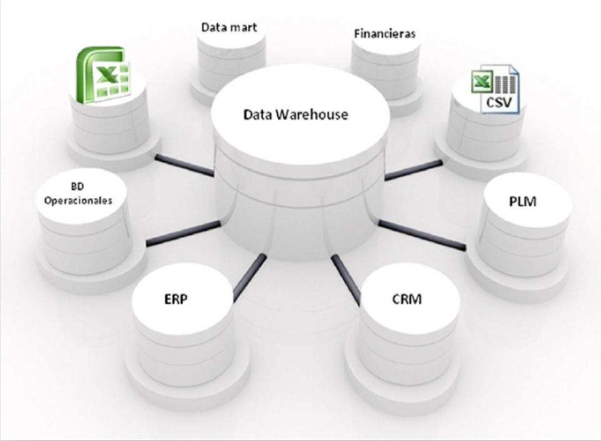 Data mart
Financieras
X
X
CSV
Data Warehouse
BD
Operacionales
PLM
ERP
CRM